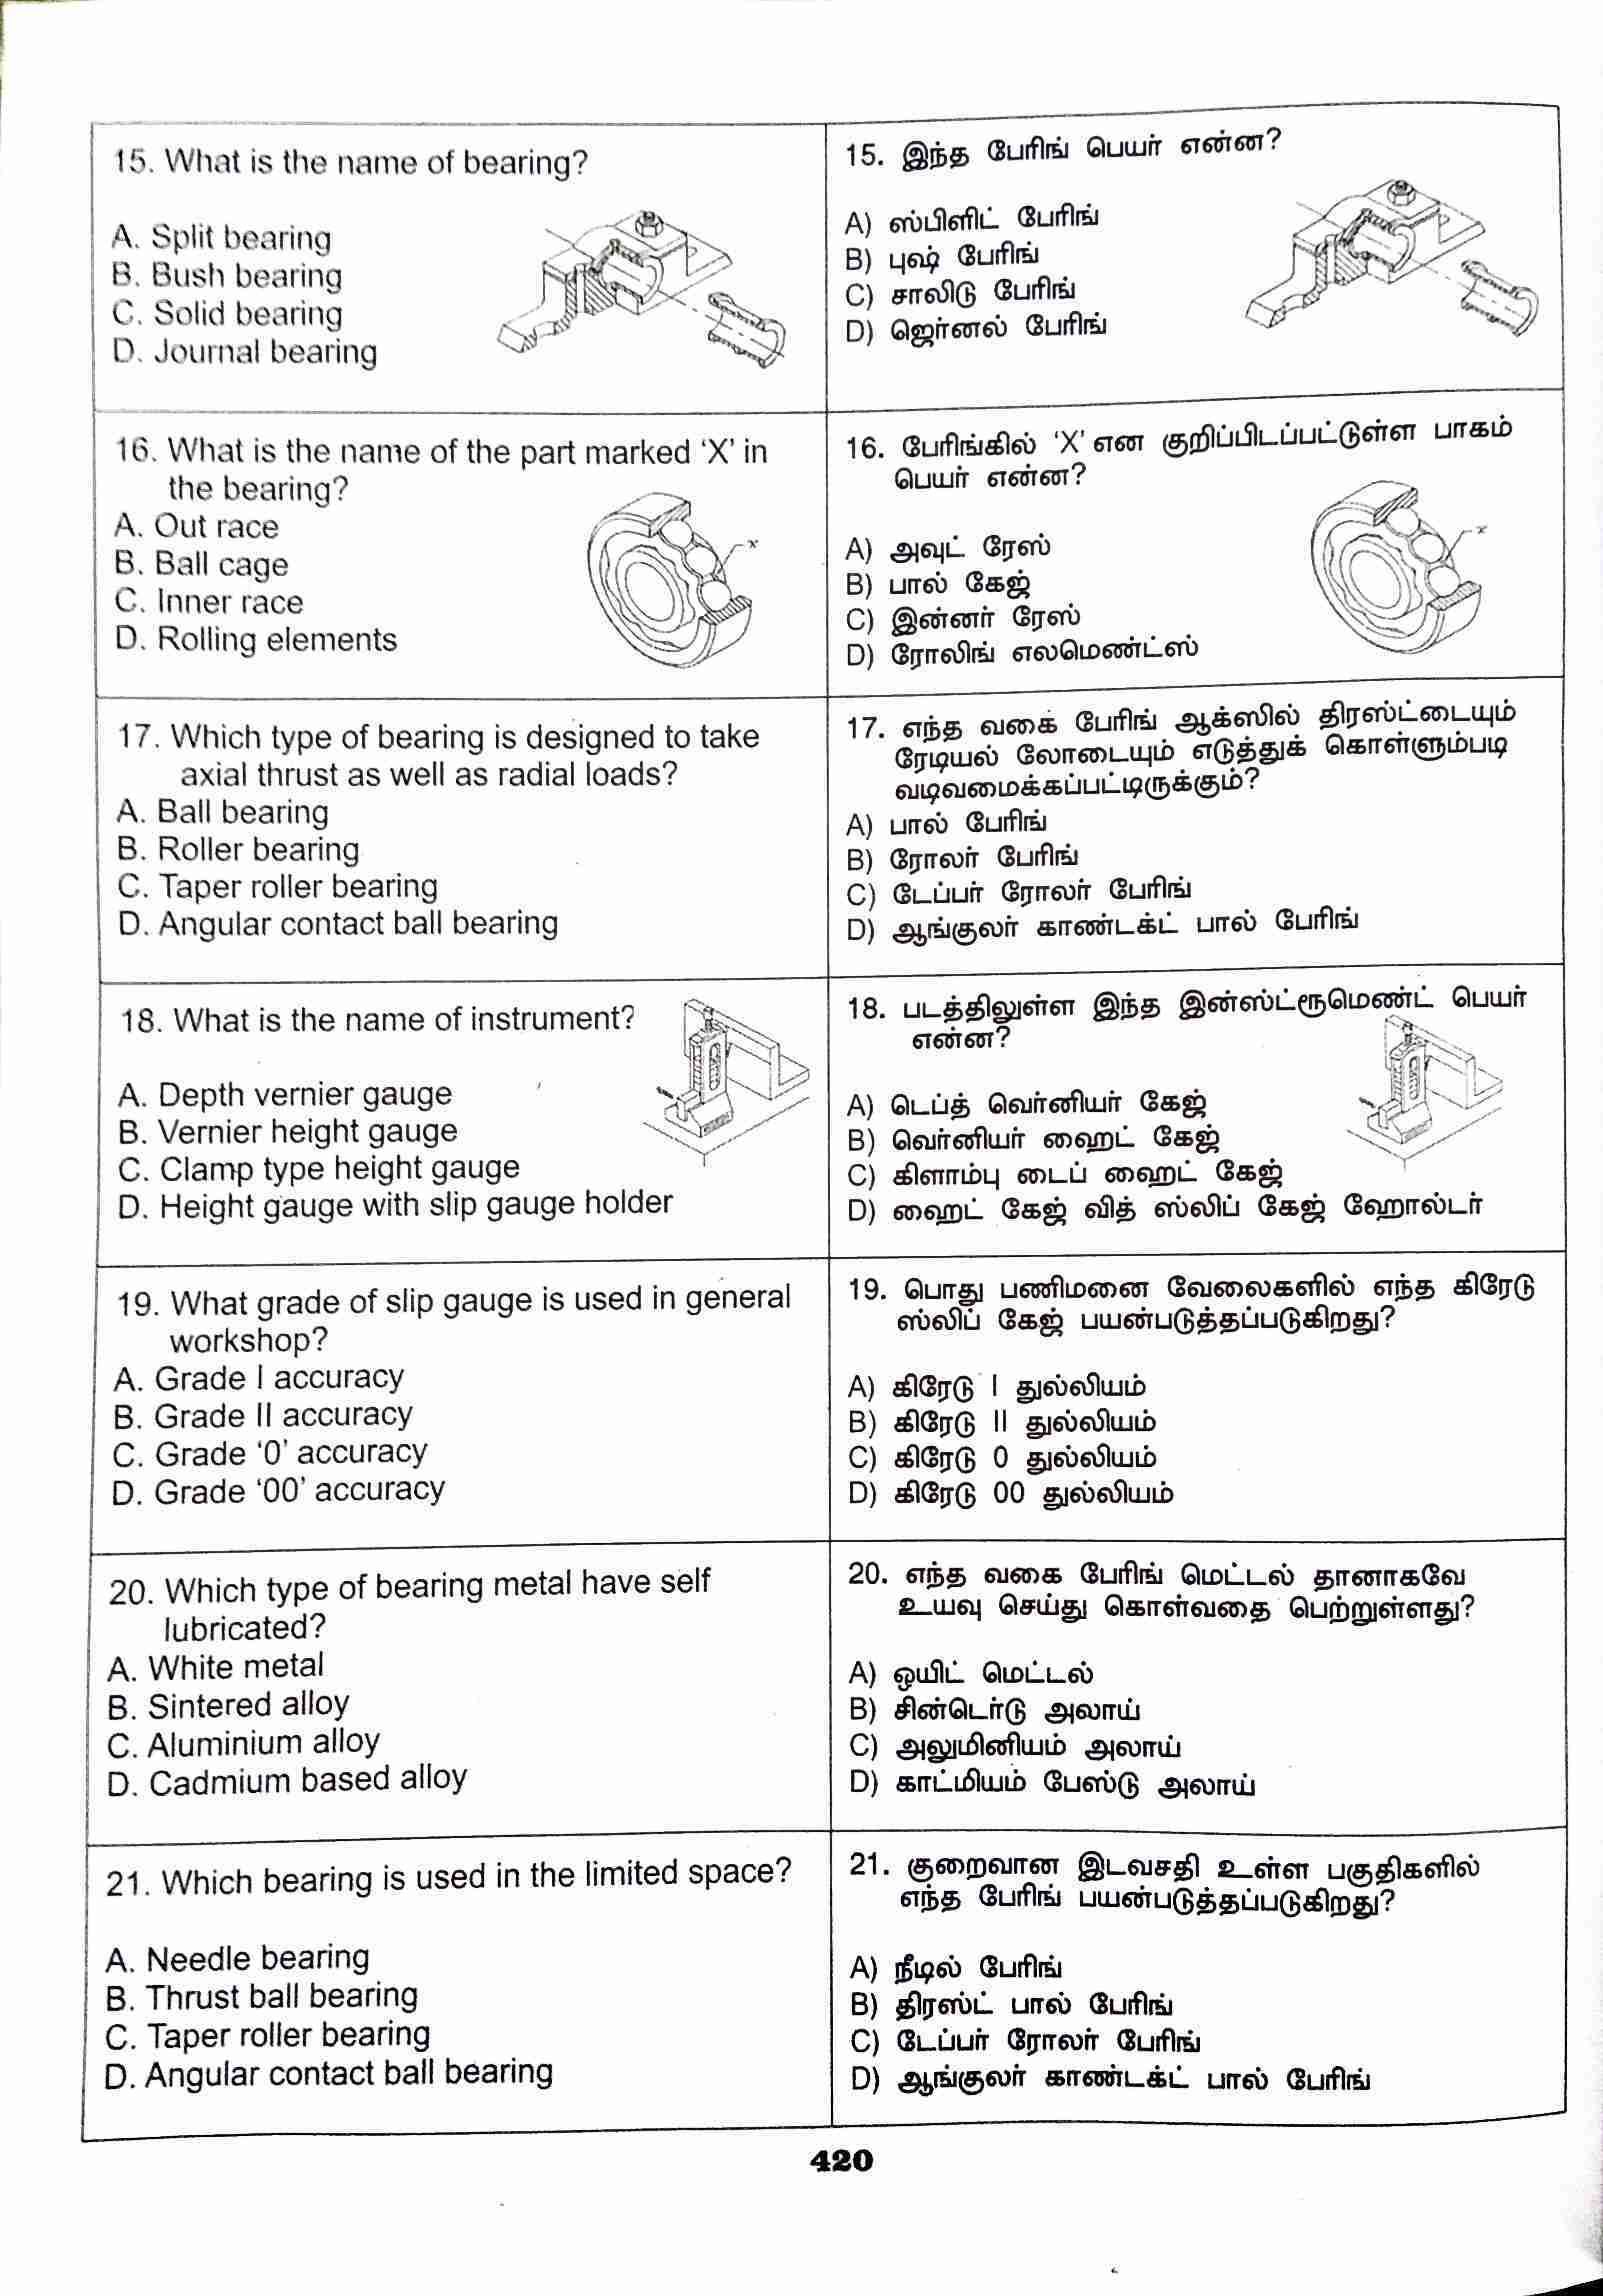 15. What is the name of bearing?
A. Split bearing
B. Bush bearing
C. Solid bearing
D. Journal bearing
15. இந்த பேரிங் பெயர் என்ன?
A) ஸ்பிளிட் பேரிங்
B) புஷ் பேரிங்
C) சாலிடு பேரிங்
D) ஜெர்னல் பேரிங்
16. What is the name of the part marked ‘X’ in
the bearing?
A. Out race
B. Ball cage
C. Inner race
D. Rolling elements
x
16. பேரிங்கில் ‘X’ என குறிப்பிடப்பட்டுள்ள பாகம்
பெயர் என்ன?
A) அவுட் ரேஸ்
B) பால் கேஜ்
C) இன்னர் ரேஸ்
D) ரோலிங் எலமெண்ட்ஸ்
x
17. Which type of bearing is designed to take
axial thrust as well as radial loads?
A. Ball bearing
B. Roller bearing
C. Taper roller bearing
D. Angular contact ball bearing
17. எந்த வகை பேரிங் ஆக்ஸில் திரஸ்ட்டையும்
ரேடியல் லோடையும் எடுத்துக் கொள்ளும்படி
வடிவமைக்கப்பட்டிருக்கும்?
A) பால் பேரிங்
B) ரோலர் பேரிங்
C) டேப்பர் ரோலர் பேரிங்
D) ஆங்குலர் காண்டக்ட் பால் பேரிங்
18. What is the name of instrument?
A. Depth vernier gauge
B. Vernier height gauge
C. Clamp type height gauge
D. Height gauge with slip gauge holder
18. படத்திலுள்ள இந்த இன்ஸ்ட்ரூமெண்ட் பெயர்
என்ன?
A) டெப்த் வெர்னியர் கேஜ்
B) வெர்னியர் ஹைட் கேஜ்
C) கிளாம்பு டைப் ஹைட் கேஜ்
D) ஹைட் கேஜ் வித் ஸ்லிப் கேஜ் ஹோல்டர்
19. What grade of slip gauge is used in general
workshop?
A. Grade I accuracy
B. Grade II accuracy
C. Grade ‘0’ accuracy
D. Grade ‘00’ accuracy
19. பொது பணிமனை வேலைகளில் எந்த கிரேடு
ஸ்லிப் கேஜ் பயன்படுத்தப்படுகிறது?
A) கிரேடு I துல்லியம்
B) கிரேடு II துல்லியம்
C) கிரேடு 0 துல்லியம்
D) கிரேடு 00 துல்லியம்
20. Which type of bearing metal have self
lubricated?
A. White metal
B. Sintered alloy
C. Aluminium alloy
D. Cadmium based alloy
20. எந்த வகை பேரிங் மெட்டல் தானாகவே
உயவு செய்து கொள்வதை பெற்றுள்ளது?
A) ஒயிட் மெட்டல்
B) சின்டெர்டு அலாய்
C) அலுமினியம் அலாய்
D) காட்மியம் பேஸ்டு அலாய்
21. Which bearing is used in the limited space?
A. Needle bearing
B. Thrust ball bearing
C. Taper roller bearing
D. Angular contact ball bearing
21. குறைவான இடவசதி உள்ள பகுதிகளில்
எந்த பேரிங் பயன்படுத்தப்படுகிறது?
A) நீடில் பேரிங்
B) திரஸ்ட் பால் பேரிங்
C) டேப்பர் ரோலர் பேரிங்
D) ஆங்குலர் காண்டக்ட் பால் பேரிங்
420